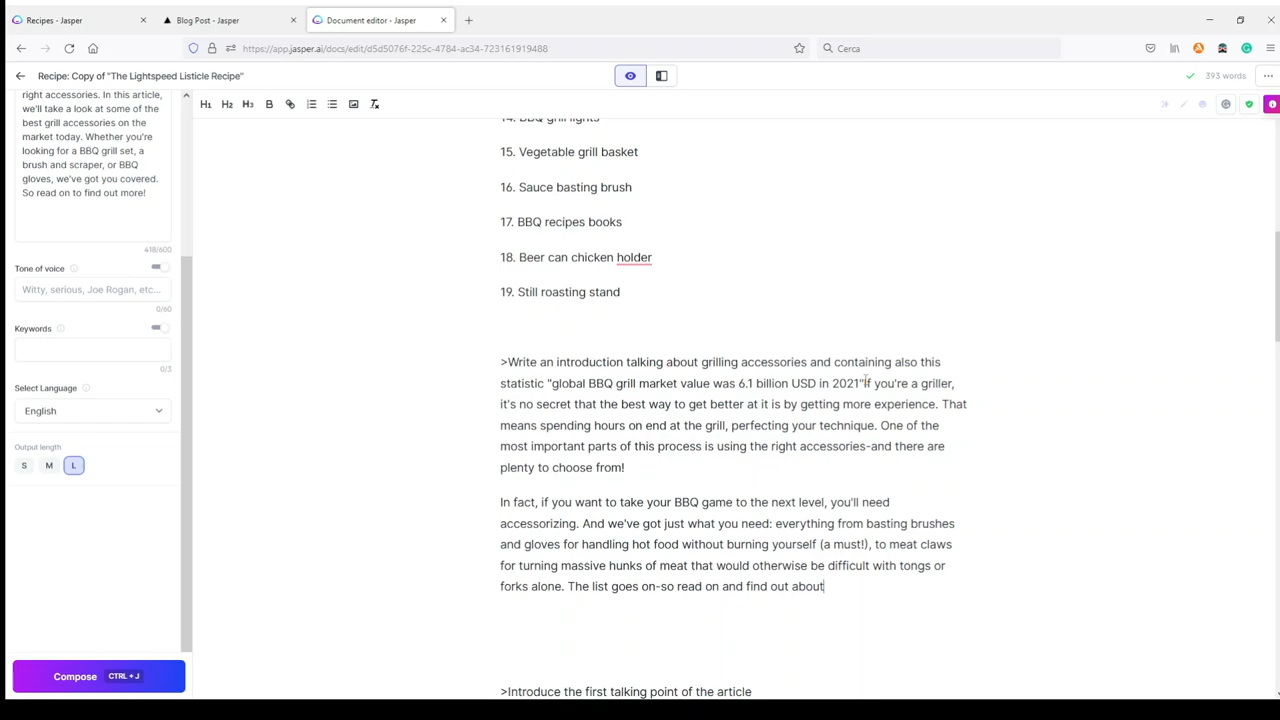 Recipes - Jasper
Blog Post - Jasper
Document editor - Jasper
https://app.jasper.ai/docs/edit/d5d5076f-225c-4784-ac34-723161919488
Cerca
Recipe: Copy of "The Lightspeed Listicle Recipe"
393 words
H1 H2 H3 B
right accessories. In this article,
we'll take a look at some of the
best grill accessories on the
market today. Whether you're
looking for a BBQ grill set, a
brush and scraper, or BBQ
gloves, we've got you covered.
So read on to find out more!
418/600
Tone of voice
Witty, serious, Joe Rogan, etc...
0/60
Keywords
0/3
Select Language
English
Output length
S M L
Compose CTRL + J
14. BBQ grill lights
15. Vegetable grill basket
16. Sauce basting brush
17. BBQ recipes books
18. Beer can chicken holder
19. Still roasting stand
>Write an introduction talking about grilling accessories and containing also this
statistic "global BBQ grill market value was 6.1 billion USD in 2021"If you're a griller,
it's no secret that the best way to get better at it is by getting more experience. That
means spending hours on end at the grill, perfecting your technique. One of the
most important parts of this process is using the right accessories-and there are
plenty to choose from!
In fact, if you want to take your BBQ game to the next level, you'll need
accessorizing. And we've got just what you need: everything from basting brushes
and gloves for handling hot food without burning yourself (a must!), to meat claws
for turning massive hunks of meat that would otherwise be difficult with tongs or
forks alone. The list goes on-so read on and find out about
>Introduce the first talking point of the article